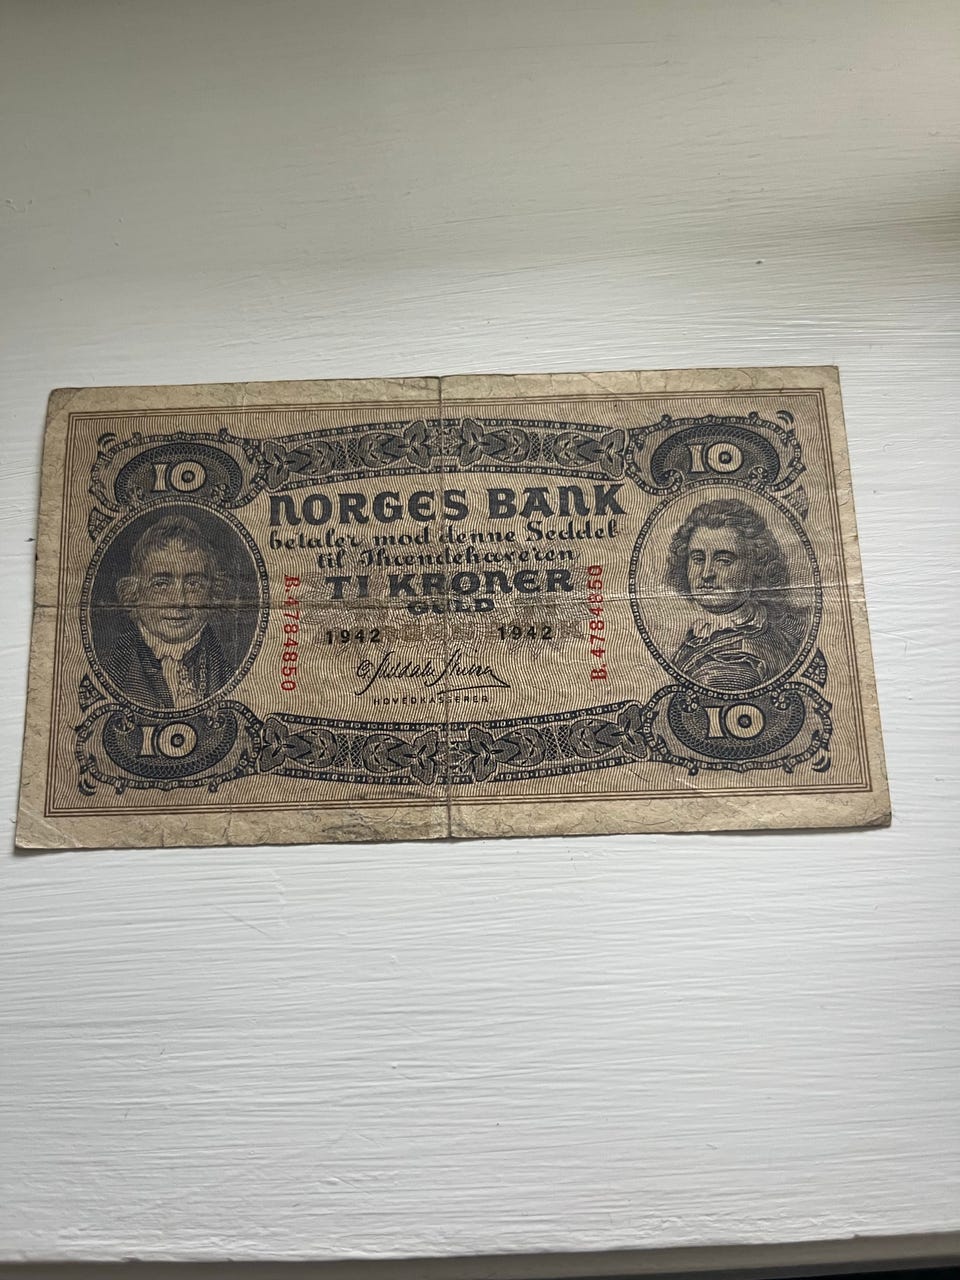 10 10
NORGES BANK
betaler mod denne Seddel
til Ihændehaveren
TI KRONER
GULD
1942 1942
B.4784850
B.4784850
HOVEDKASSERER
10 10